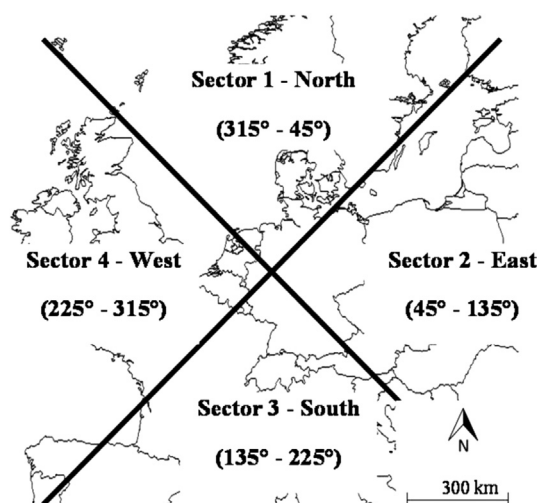 Sector 1 - North
(315° - 45°)
Sector 4 - West
(225° - 315°)
Sector 2 - East
(45° - 135°)
Sector 3 - South
(135° - 225°)
N
300 km